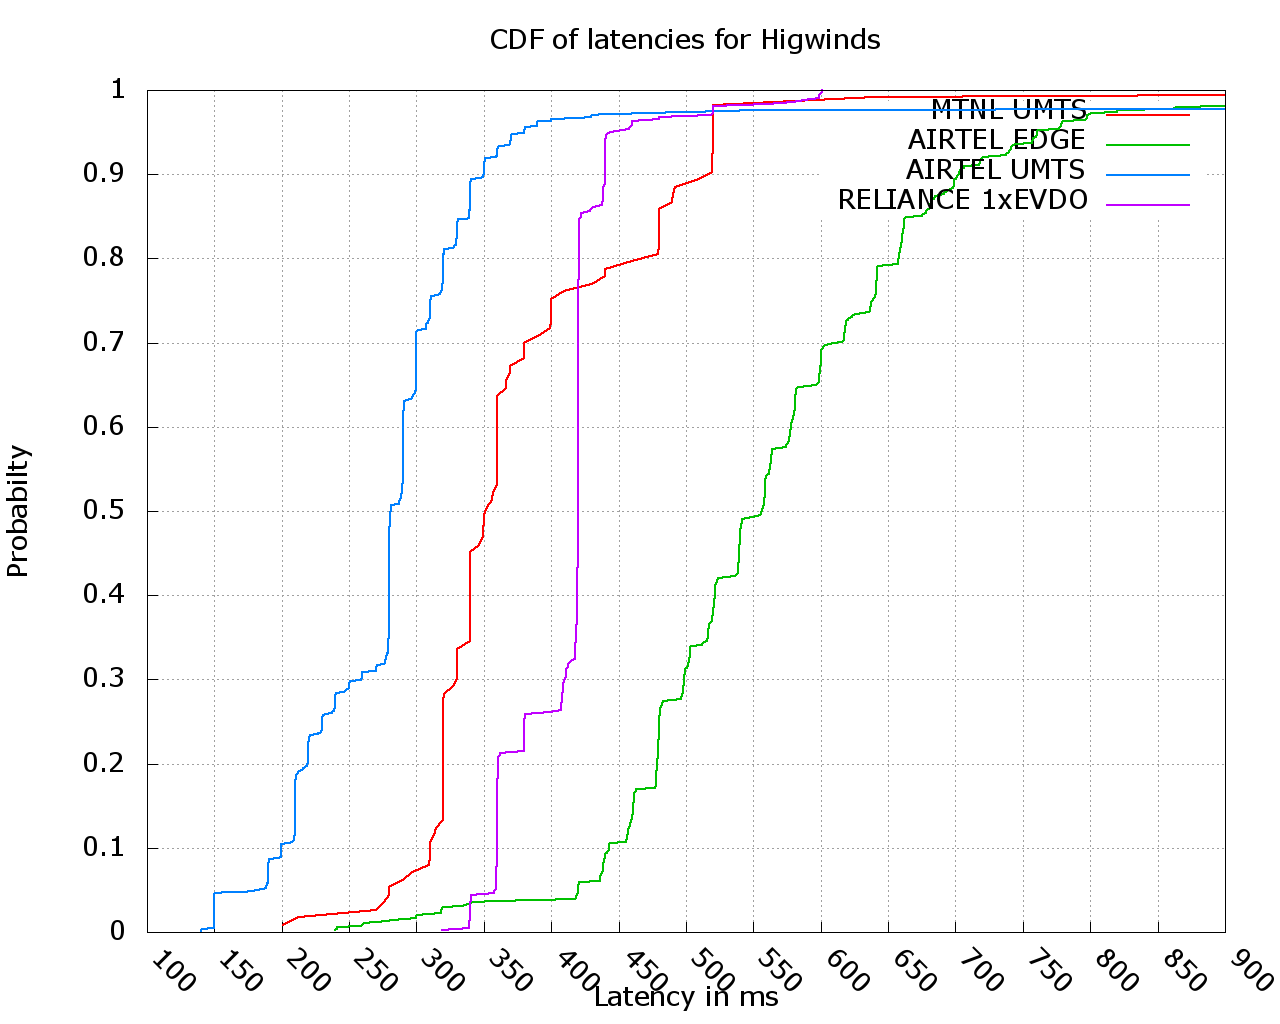 CDF of latencies for Higwinds
1
0.9
0.8
0.7
0.6
0.5
0.4
0.3
0.2
0.1
0
Probabilty
MTNL UMTS
AIRTEL EDGE
AIRTEL UMTS
RELIANCE 1xEVDO
100 150 200 250 300 350 400 450 500 550 600 650 700 750 800 850 900
Latency in ms